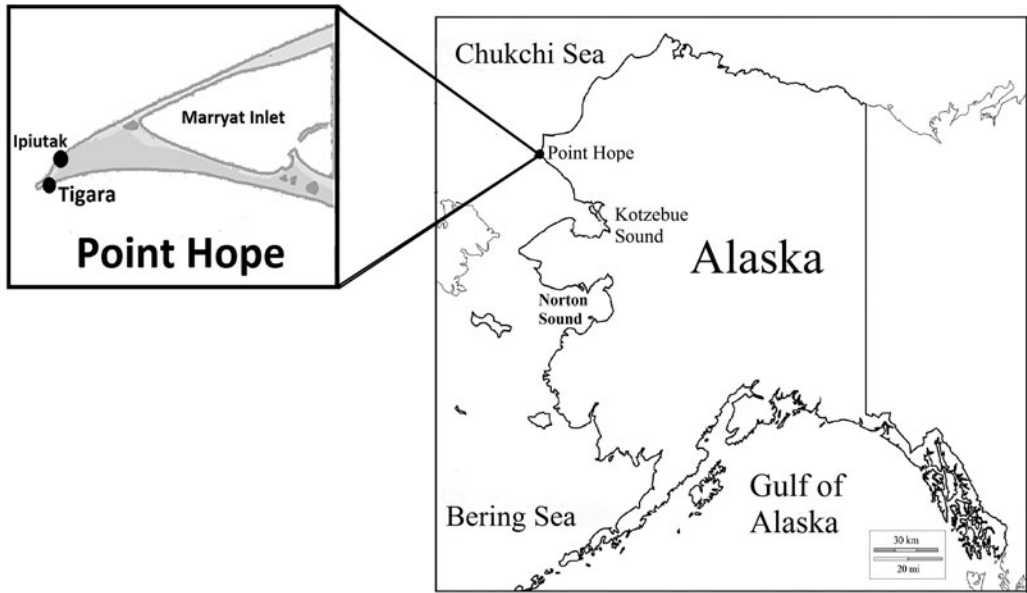 Marryat Inlet
Ipiutak
Tigara
Point Hope
Chukchi Sea
Point Hope
Kotzebue
Sound
Alaska
Norton
Sound
Bering Sea
Gulf of
Alaska
30 km
20 mi